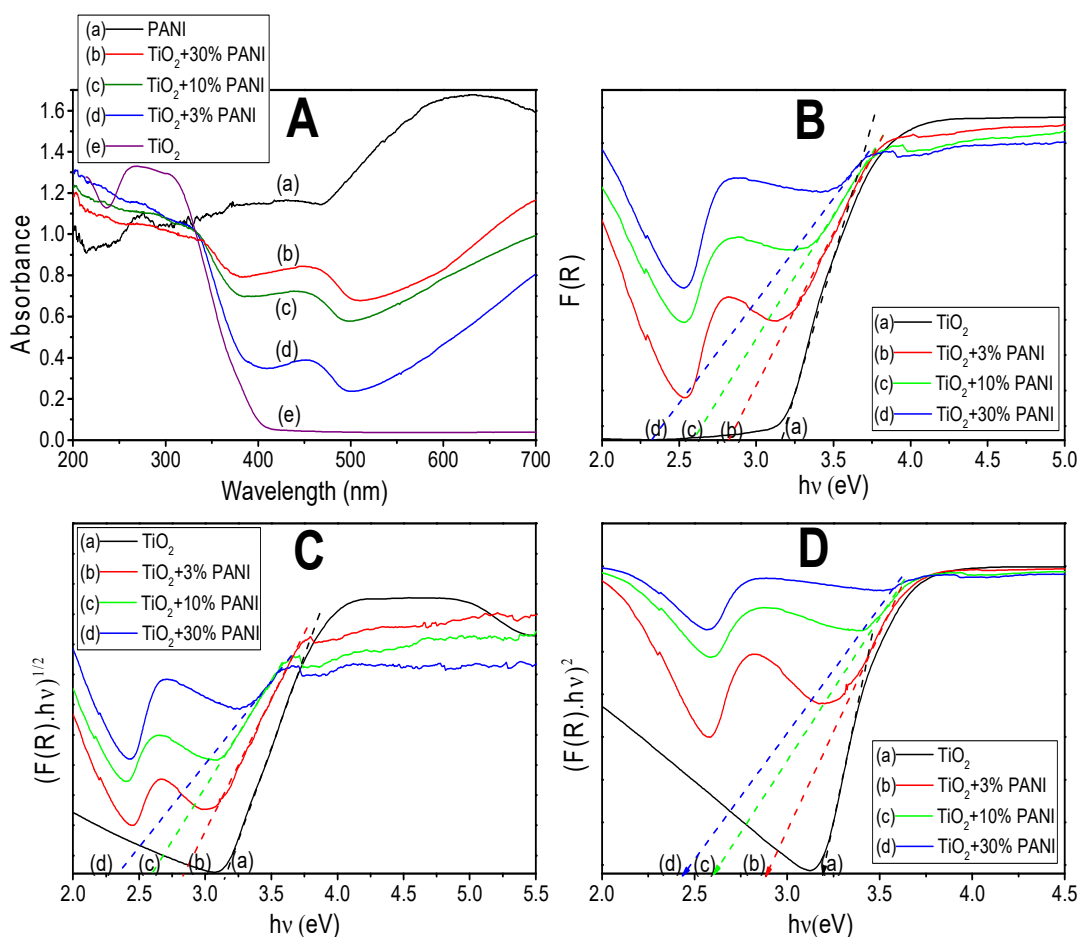 (a) PANI
(b) TiO₂+30% PANI
(c) TiO₂+10% PANI
(d) TiO₂+3% PANI
(e) TiO₂
A
Absorbance
1.6
1.4
1.2
1.0
0.8
0.6
0.4
0.2
0.0
(a)
(b)
(c)
(d)
(e)
200 300 400 500 600 700
Wavelength (nm)
B
F(R)
(a) TiO₂
(b) TiO₂+3% PANI
(c) TiO₂+10% PANI
(d) TiO₂+30% PANI
(d) (c) (b) (a)
2.0 2.5 3.0 3.5 4.0 4.5 5.0
hν (eV)
C
(F(R).hν)^1/2
(a) TiO₂
(b) TiO₂+3% PANI
(c) TiO₂+10% PANI
(d) TiO₂+30% PANI
(d) (c) (b) (a)
2.0 2.5 3.0 3.5 4.0 4.5 5.0 5.5
hν (eV)
D
(F(R).hν)²
(a) TiO₂
(b) TiO₂+3% PANI
(c) TiO₂+10% PANI
(d) TiO₂+30% PANI
(d) (c) (b) (a)
2.0 2.5 3.0 3.5 4.0 4.5
hν(eV)